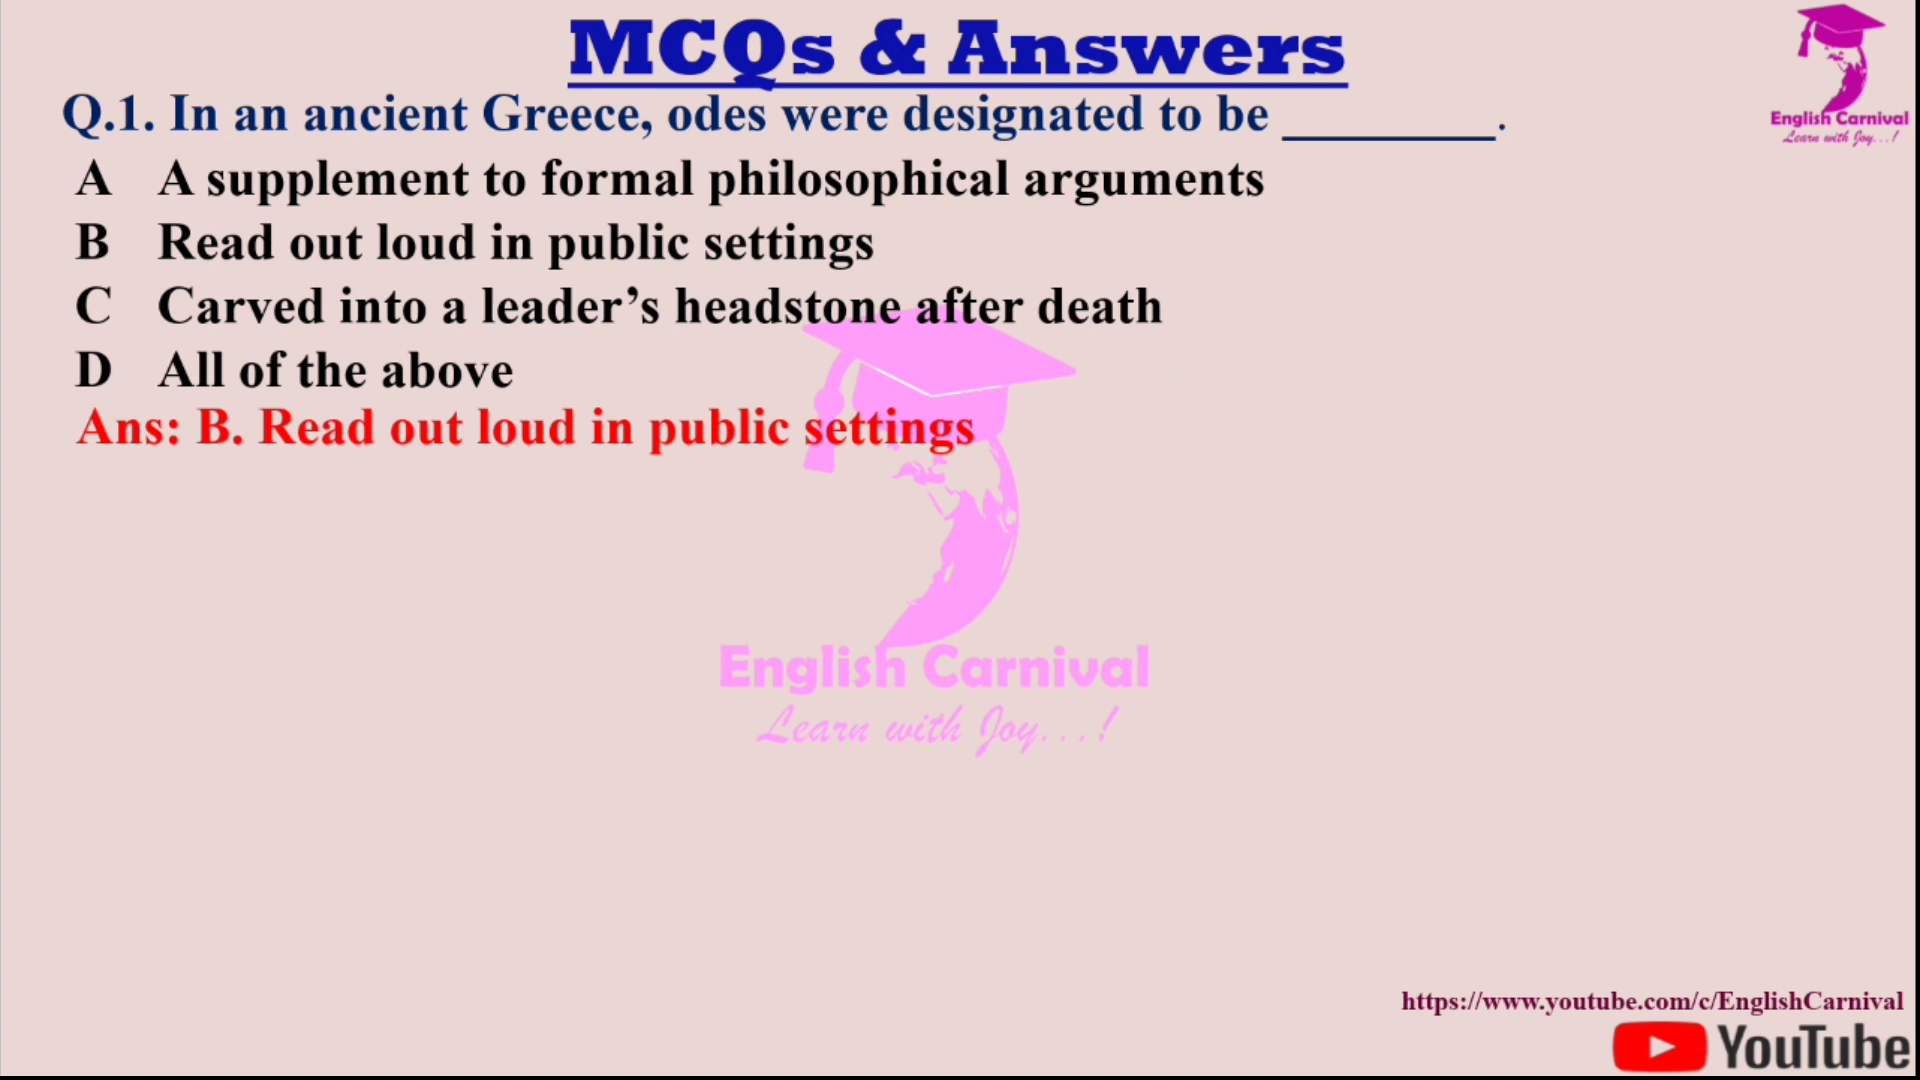 MCQs & Answers
English Carnival
Learn with Joy...!
Q.1. In an ancient Greece, odes were designated to be ________.
A A supplement to formal philosophical arguments
B Read out loud in public settings
C Carved into a leader’s headstone after death
D All of the above
Ans: B. Read out loud in public settings
English Carnival
Learn with Joy...!
https://www.youtube.com/c/EnglishCarnival
YouTube